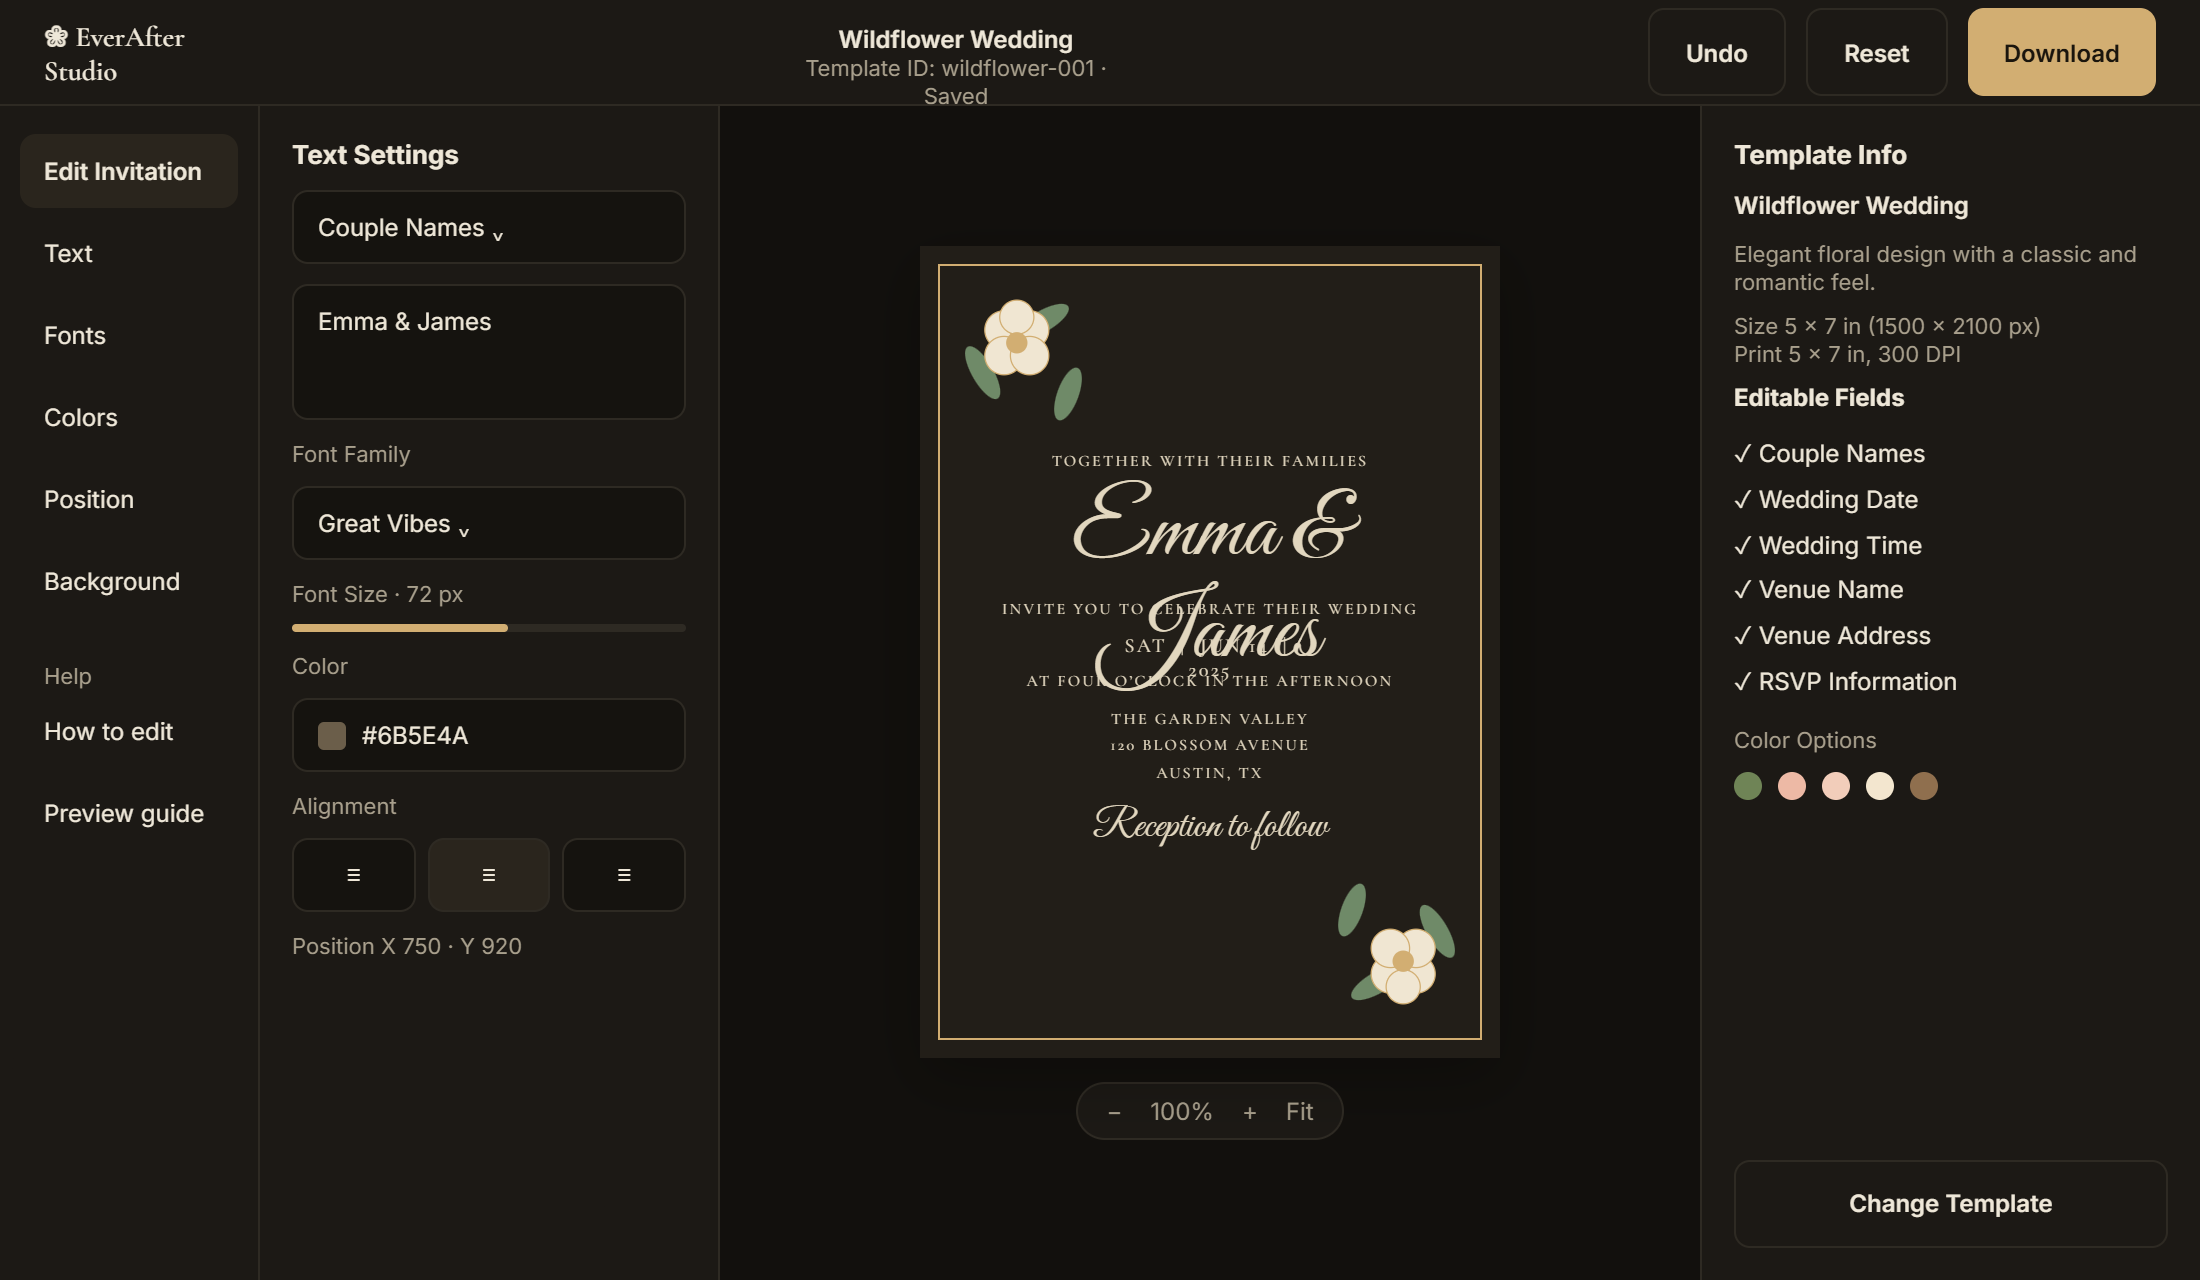 ❀ EverAfter
Studio
Wildflower Wedding
Template ID: wildflower-001 ·
Saved
Undo
Reset
Download
Edit Invitation
Text
Fonts
Colors
Position
Background
Help
How to edit
Preview guide
Text Settings
Couple Names
Emma & James
Font Family
Great Vibes
Font Size · 72 px
Color
#6B5E4A
Alignment
Position X 750 · Y 920
TOGETHER WITH THEIR FAMILIES
Emma &
James
INVITE YOU TO CELEBRATE THEIR WEDDING
SAT | JUN
2025
AT FOUR O'CLOCK IN THE AFTERNOON
THE GARDEN VALLEY
120 BLOSSOM AVENUE
AUSTIN, TX
Reception to follow
− 100% + Fit
Template Info
Wildflower Wedding
Elegant floral design with a classic and
romantic feel.
Size 5 × 7 in (1500 × 2100 px)
Print 5 × 7 in, 300 DPI
Editable Fields
✓ Couple Names
✓ Wedding Date
✓ Wedding Time
✓ Venue Name
✓ Venue Address
✓ RSVP Information
Color Options
Change Template